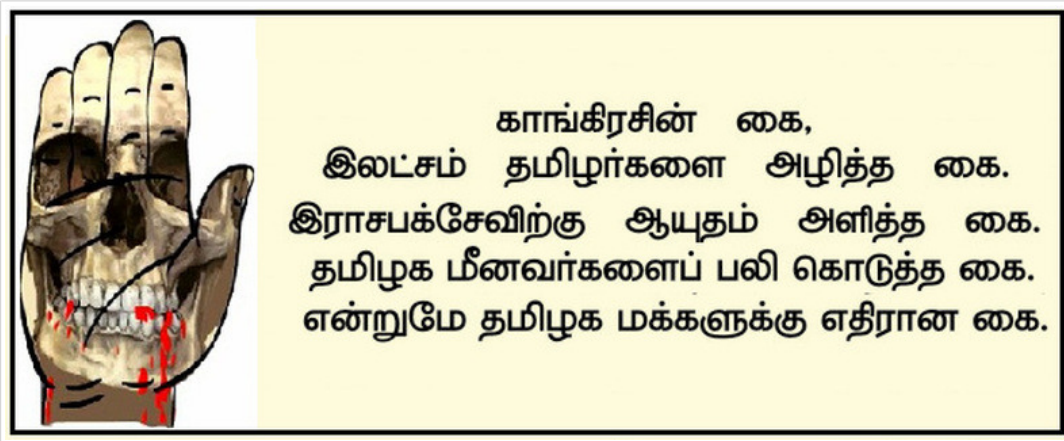 காங்கிரசின் கை,
இலட்சம் தமிழர்களை அழித்த கை.
இராசபக்சேவிற்கு ஆயுதம் அளித்த கை.
தமிழக மீனவர்களைப் பலி கொடுத்த கை.
என்றுமே தமிழக மக்களுக்கு எதிரான கை.